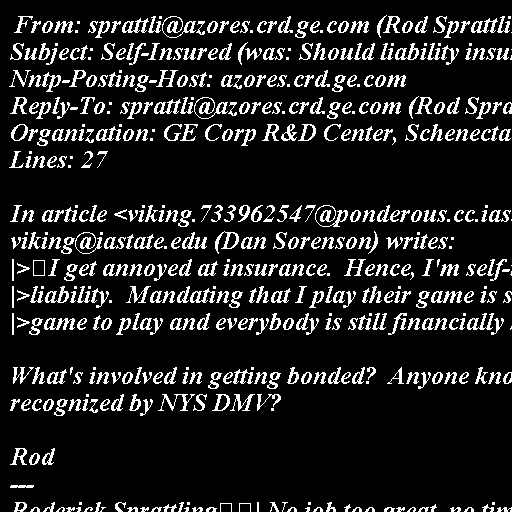 From: sprattli@azores.crd.ge.com (Rod Sprattli
Subject: Self-Insured (was: Should liability insu
Nntp-Posting-Host: azores.crd.ge.com
Reply-To: sprattli@azores.crd.ge.com (Rod Spra
Organization: GE Corp R&D Center, Schenecta
Lines: 27

In article <viking.733962547@ponderous.cc.ias
viking@iastate.edu (Dan Sorenson) writes:
|>□I get annoyed at insurance.  Hence, I'm self-
|>liability.  Mandating that I play their game is s
|>game to play and everybody is still financially

What's involved in getting bonded?  Anyone kno
recognized by NYS DMV?

Rod
---
Roderick Sprattling□□| No job too great, no tim